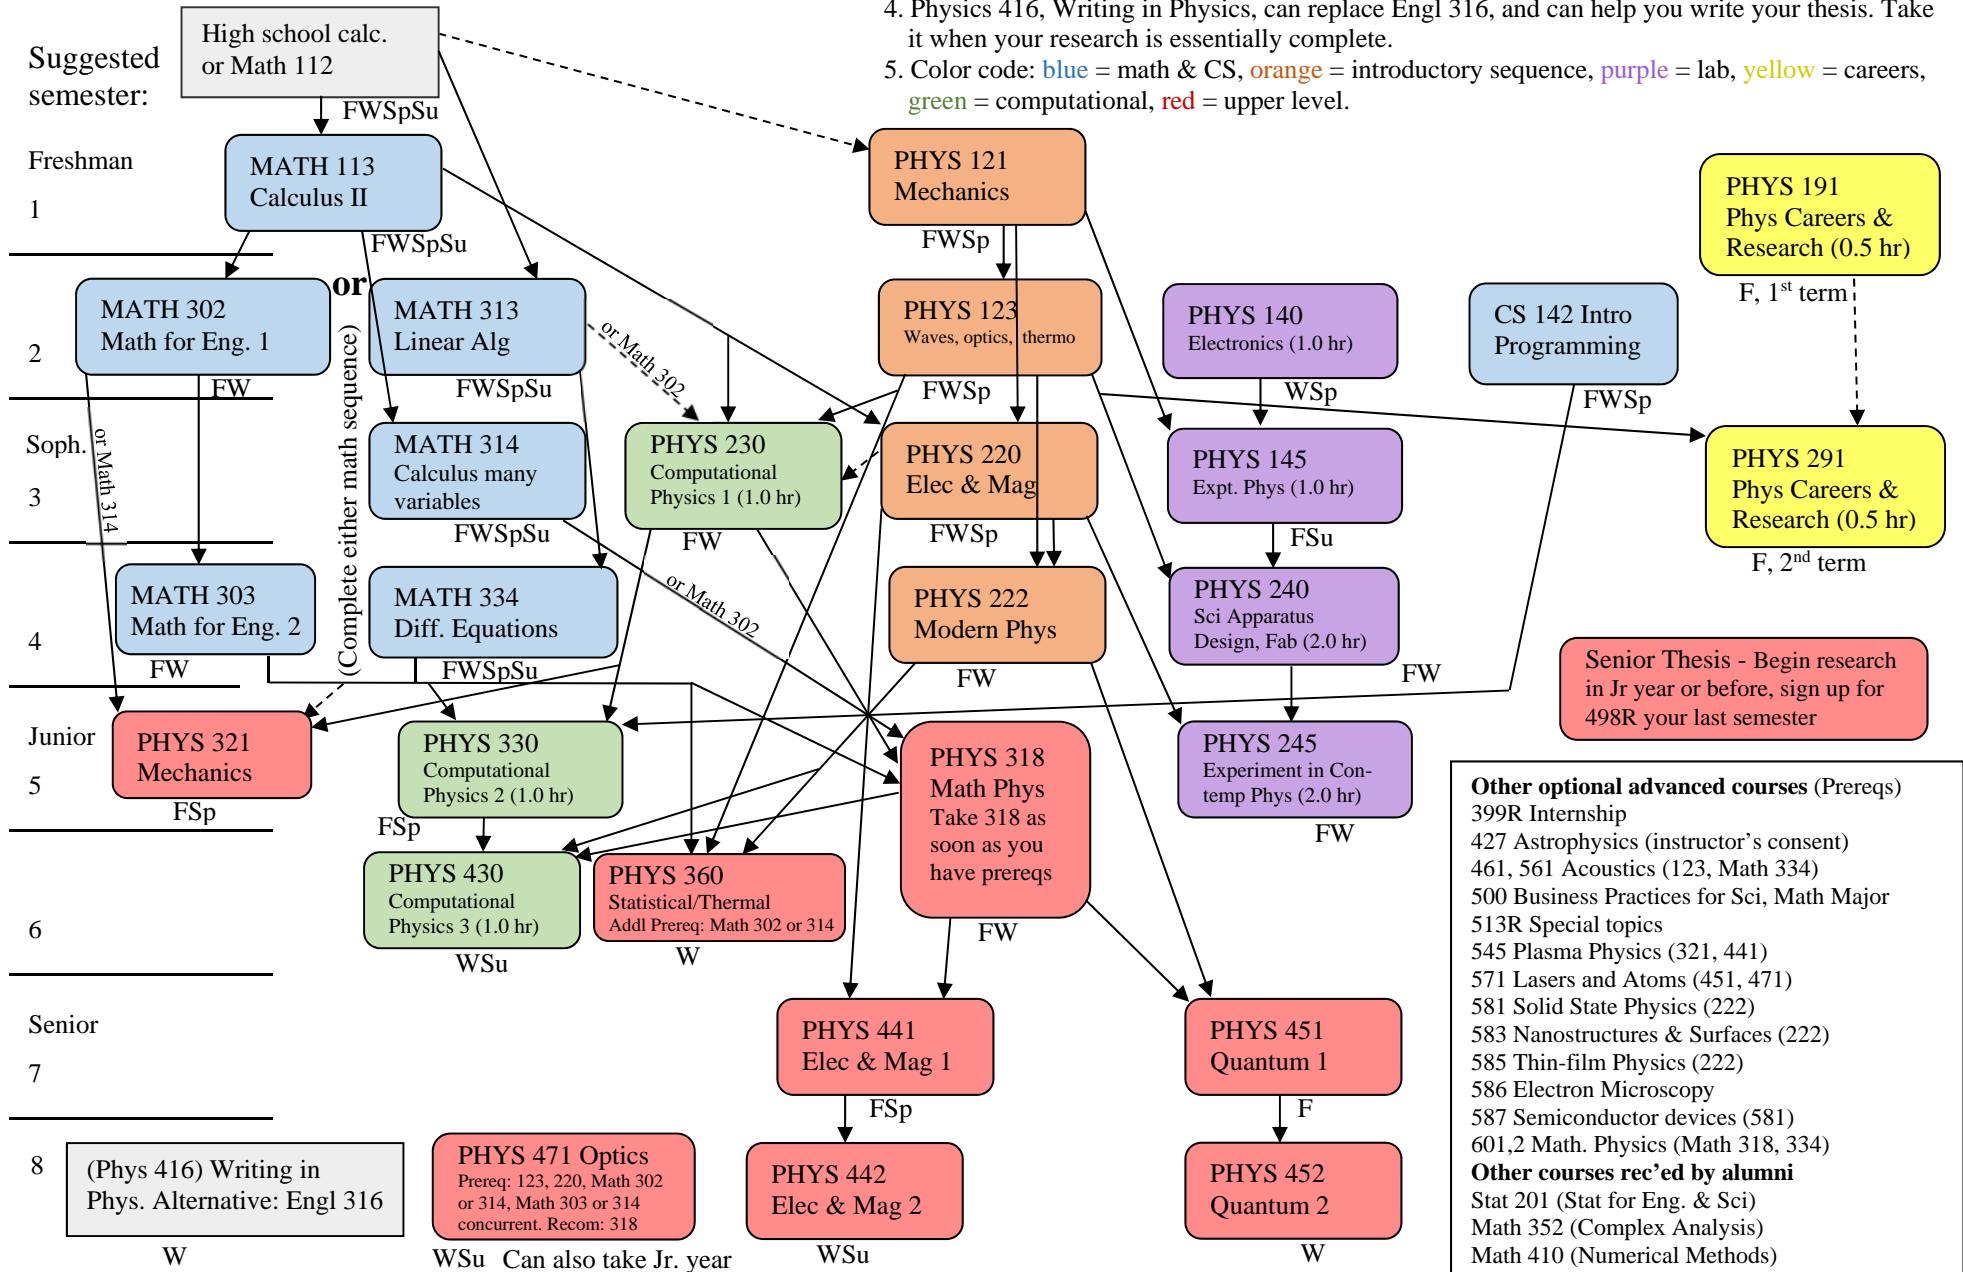 4. Physics 416, Writing in Physics, can replace Engl 316, and can help you write your thesis. Take
it when your research is essentially complete.
5. Color code: blue = math & CS, orange = introductory sequence, purple = lab, yellow = careers,
green = computational, red = upper level.
Suggested
semester:
High school calc.
or Math 112
FWSpSu
Freshman
1
MATH 113
Calculus II
FWSpSu
PHYS 121
Mechanics
FWSp
PHYS 191
Phys Careers &
Research (0.5 hr)
F, 1st term
2
MATH 302
Math for Eng. 1
FW
or
(Complete either math sequence)
MATH 313
Linear Alg
FWSpSu
or Math 302
PHYS 123
Waves, optics, thermo
FWSp
PHYS 140
Electronics (1.0 hr)
WSp
CS 142 Intro
Programming
FWSp
Soph.
3
or Math 314
MATH 314
Calculus many
variables
FWSpSu
PHYS 230
Computational
Physics 1 (1.0 hr)
FW
PHYS 220
Elec & Mag
FWSp
PHYS 145
Expt. Phys (1.0 hr)
FSu
PHYS 291
Phys Careers &
Research (0.5 hr)
F, 2nd term
4
MATH 303
Math for Eng. 2
FW
MATH 334
Diff. Equations
FWSpSu
or Math 302
PHYS 222
Modern Phys
FW
PHYS 240
Sci Apparatus
Design, Fab (2.0 hr)
FW
Senior Thesis - Begin research
in Jr year or before, sign up for
498R your last semester
Junior
5
PHYS 321
Mechanics
FSp
PHYS 330
Computational
Physics 2 (1.0 hr)
FSp
PHYS 318
Math Phys
Take 318 as
soon as you
have prereqs
FW
PHYS 245
Experiment in Con-
temp Phys (2.0 hr)
FW
6
PHYS 430
Computational
Physics 3 (1.0 hr)
WSu
PHYS 360
Statistical/Thermal
Addl Prereq: Math 302 or 314
W
Senior
7
PHYS 441
Elec & Mag 1
FSp
PHYS 451
Quantum 1
F
8
(Phys 416) Writing in
Phys. Alternative: Engl 316
W
PHYS 471 Optics
Prereq: 123, 220, Math 302
or 314, Math 303 or 314
concurrent. Recom: 318
WSu Can also take Jr. year
PHYS 442
Elec & Mag 2
WSu
PHYS 452
Quantum 2
W
Other optional advanced courses (Prereqs)
399R Internship
427 Astrophysics (instructor's consent)
461, 561 Acoustics (123, Math 334)
500 Business Practices for Sci, Math Major
513R Special topics
545 Plasma Physics (321, 441)
571 Lasers and Atoms (451, 471)
581 Solid State Physics (222)
583 Nanostructures & Surfaces (222)
585 Thin-film Physics (222)
586 Electron Microscopy
587 Semiconductor devices (581)
601,2 Math. Physics (Math 318, 334)
Other courses rec'ed by alumni
Stat 201 (Stat for Eng. & Sci)
Math 352 (Complex Analysis)
Math 410 (Numerical Methods)